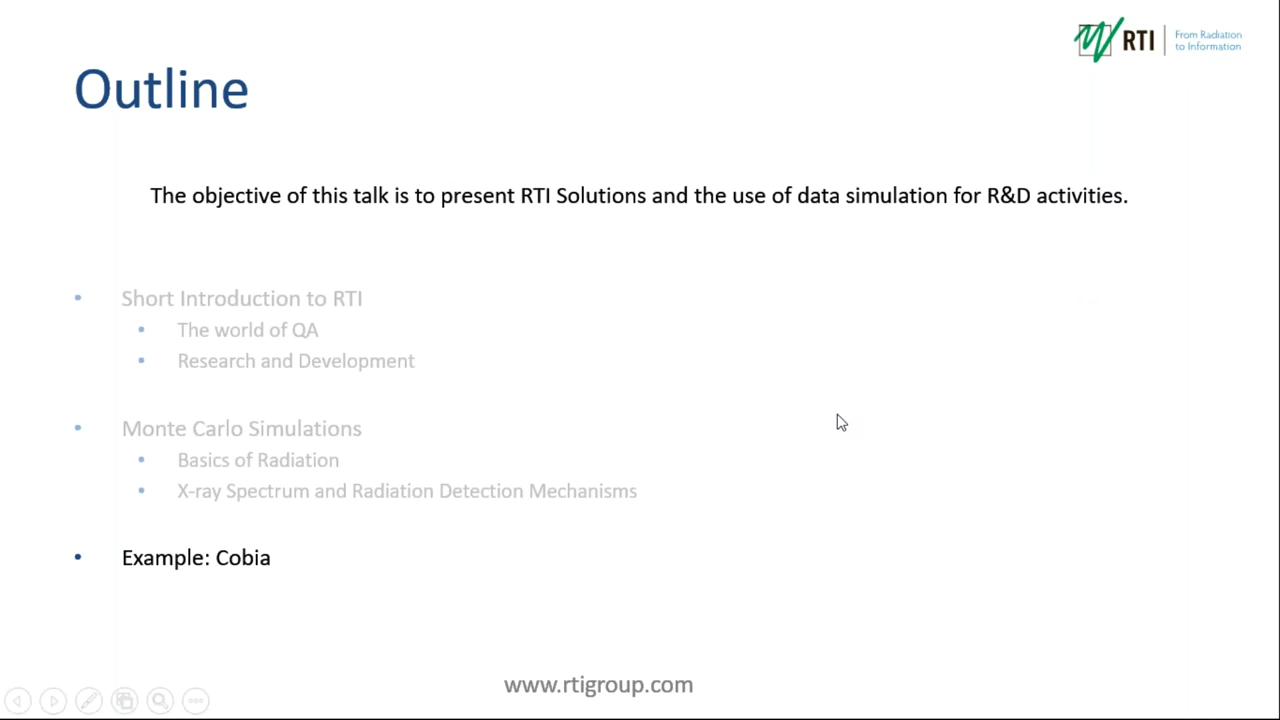 RTI
From Radiation
to Information
Outline
The objective of this talk is to present RTI Solutions and the use of data simulation for R&D activities.
• Short Introduction to RTI
• The world of QA
• Research and Development
• Monte Carlo Simulations
• Basics of Radiation
• X-ray Spectrum and Radiation Detection Mechanisms
• Example: Cobia
www.rtigroup.com